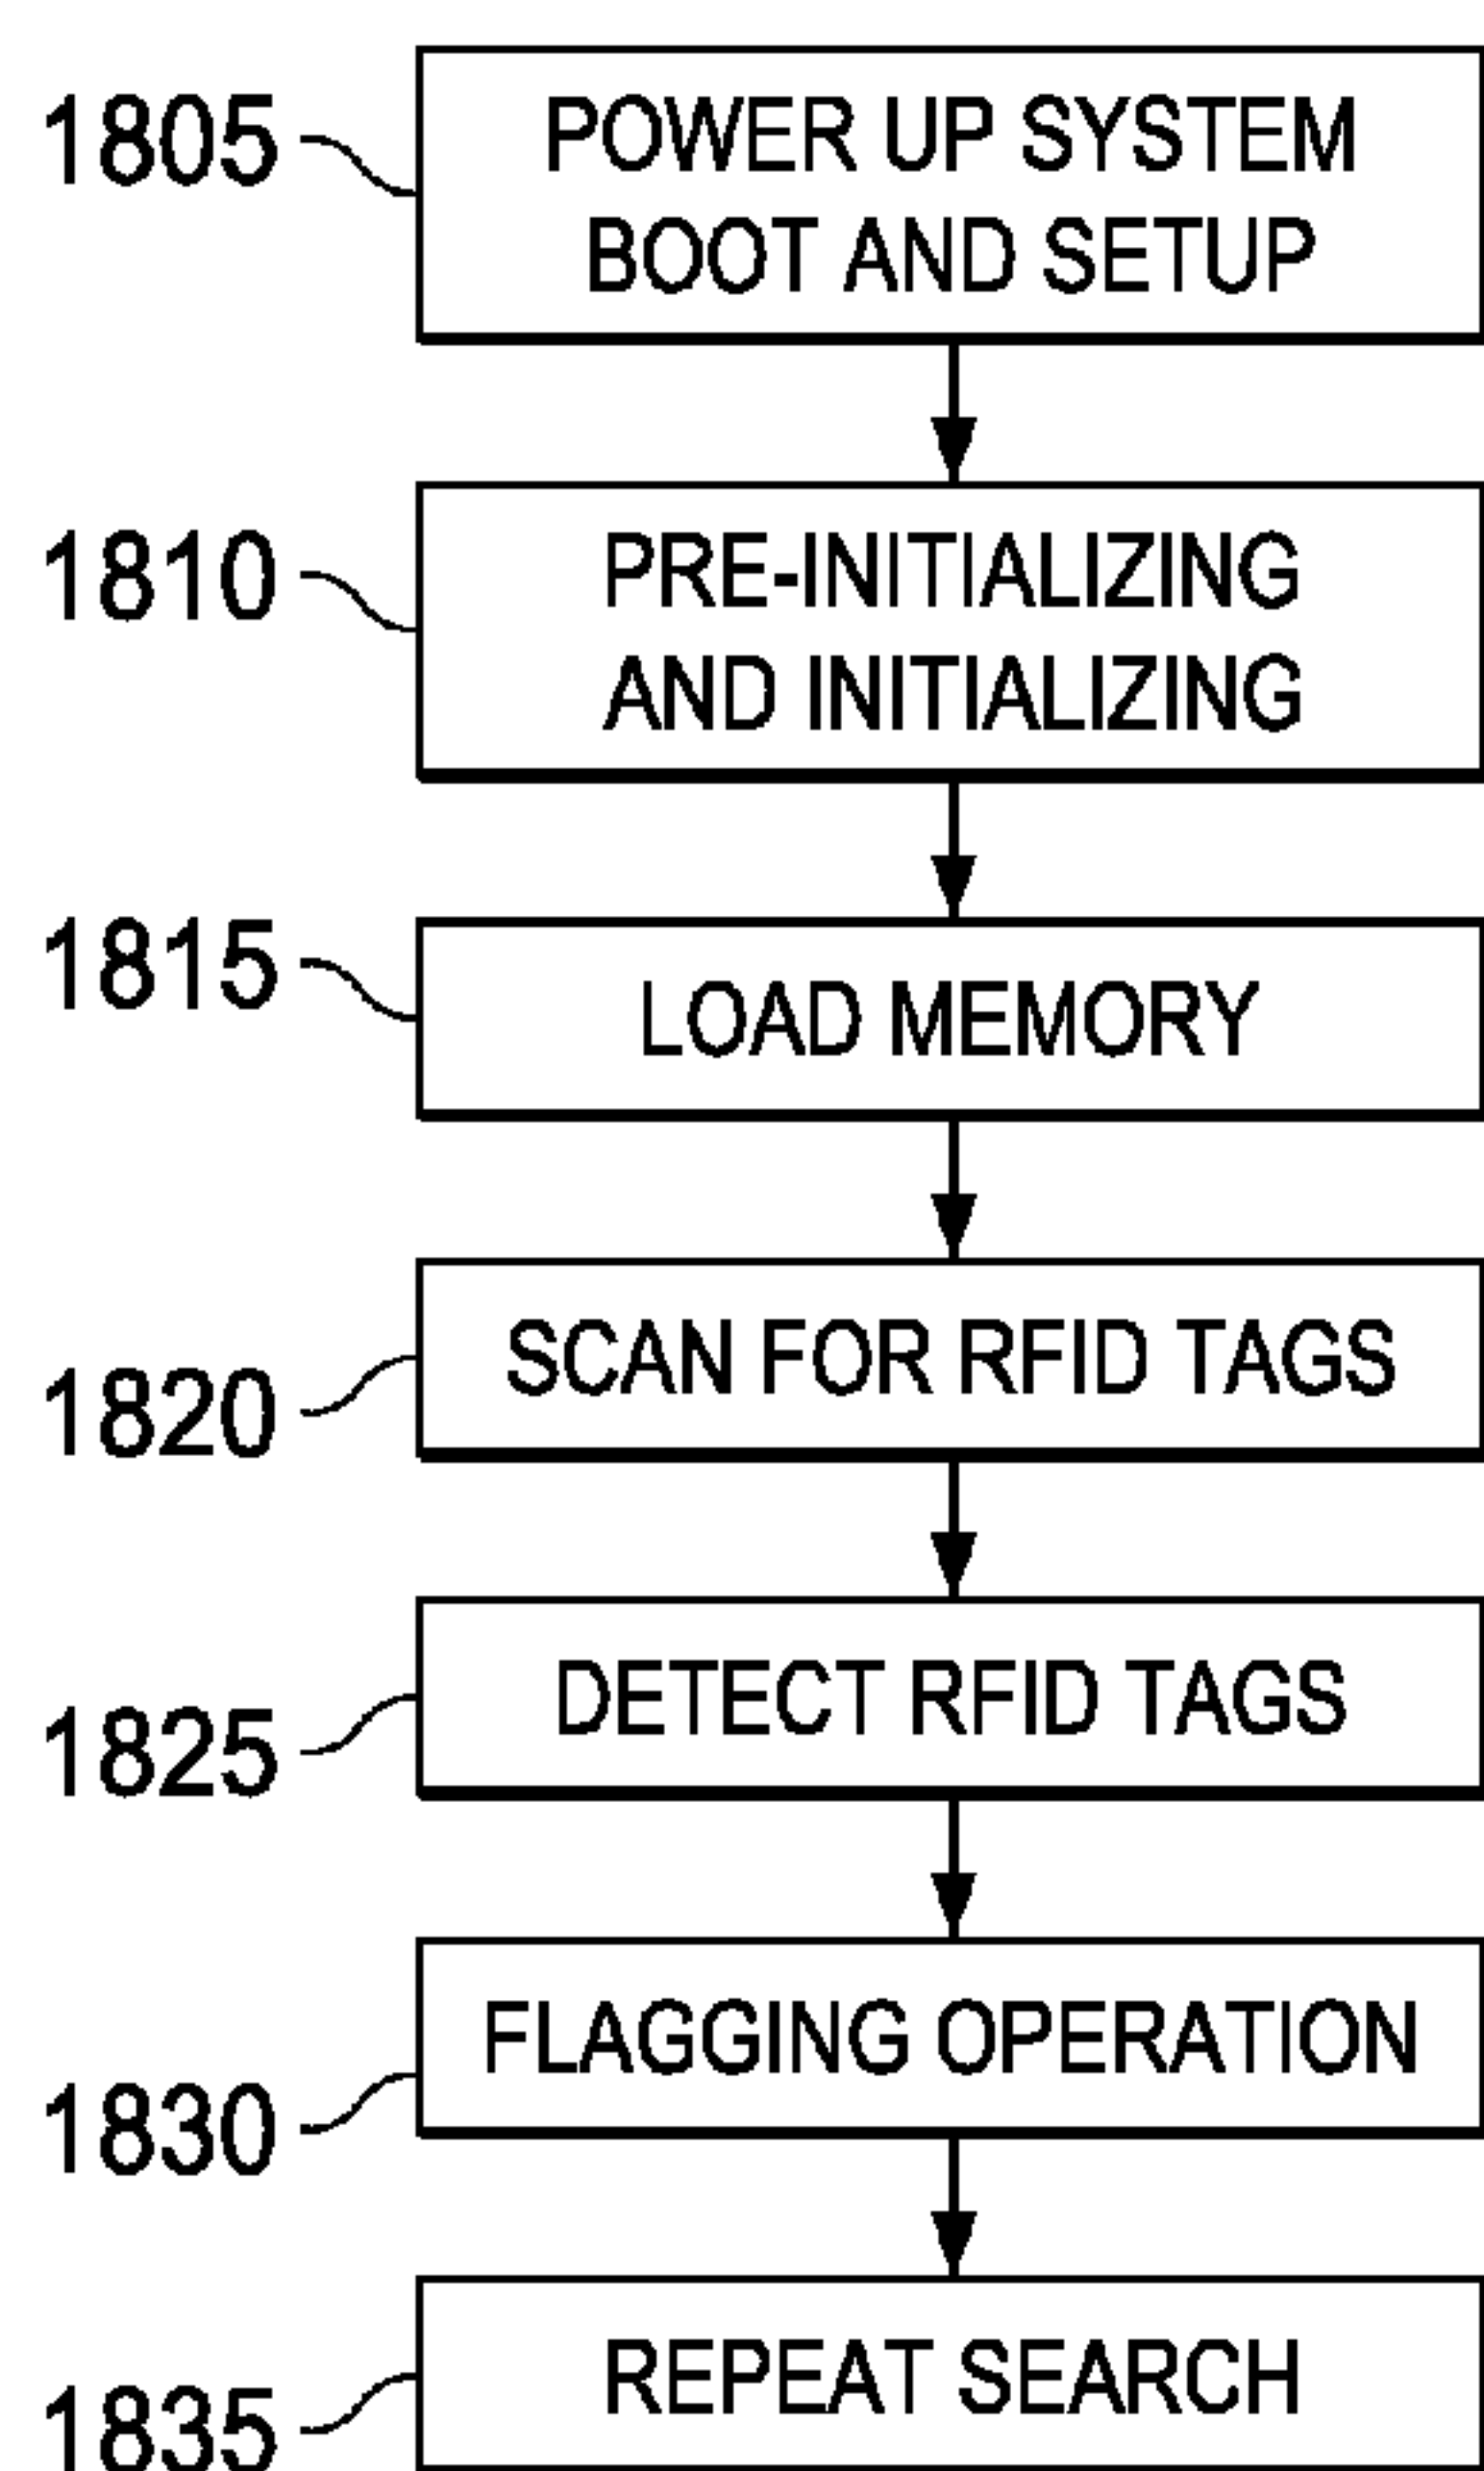 1805
POWER UP SYSTEM
BOOT AND SETUP
1810
PRE-INITIALIZING
AND INITIALIZING
1815
LOAD MEMORY
1820
SCAN FOR RFID TAGS
1825
DETECT RFID TAGS
1830
FLAGGING OPERATION
1835
REPEAT SEARCH